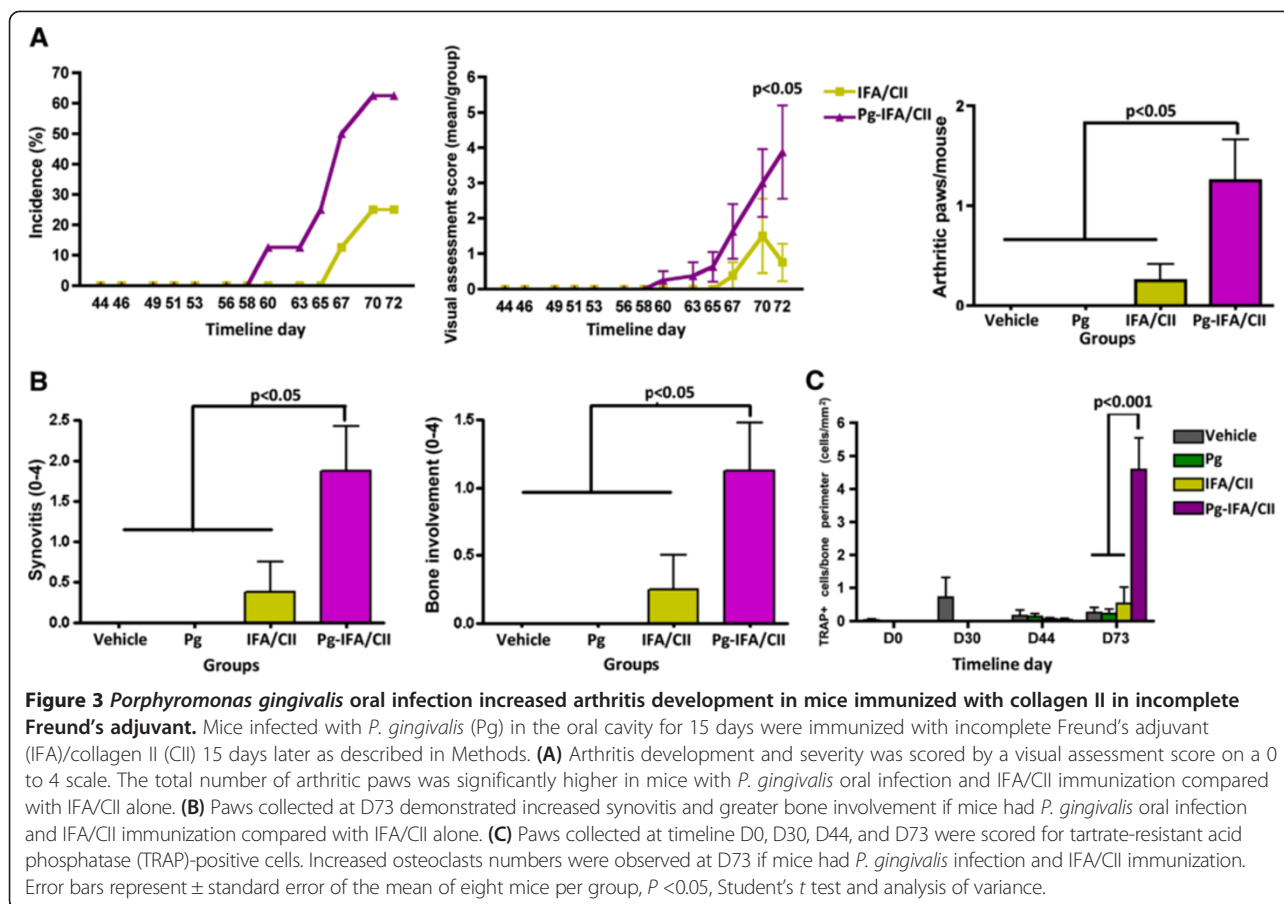 A
Incidence (%)
70
60
50
40
30
20
10
0
44 46 49 51 53 56 58 60 63 65 67 70 72
Timeline day
Visual assessment score (mean/group)
6
5
4
3
2
1
0
44 46 49 51 53 56 58 60 63 65 67 70 72
Timeline day
p<0.05
IFA/CII
Pg-IFA/CII
Arthritic paws/mouse
2
1
0
p<0.05
Vehicle Pg IFA/CII Pg-IFA/CII
Groups
B
Synovitis (0-4)
2.5
2.0
1.5
1.0
0.5
0.0
p<0.05
Vehicle Pg IFA/CII Pg-IFA/CII
Groups
Bone involvement (0-4)
1.5
1.0
0.5
0.0
p<0.05
Vehicle Pg IFA/CII Pg-IFA/CII
Groups
C
TRAP+ cells/bone perimeter (cells/mm²)
6
5
4
3
2
1
0
p<0.001
D0 D30 D44 D73
Timeline day
Vehicle
Pg
IFA/CII
Pg-IFA/CII
Figure 3 Porphyromonas gingivalis oral infection increased arthritis development in mice immunized with collagen II in incomplete
Freund's adjuvant. Mice infected with P. gingivalis (Pg) in the oral cavity for 15 days were immunized with incomplete Freund's adjuvant
(IFA)/collagen II (CII) 15 days later as described in Methods. (A) Arthritis development and severity was scored by a visual assessment score on a 0
to 4 scale. The total number of arthritic paws was significantly higher in mice with P. gingivalis oral infection and IFA/CII immunization compared
with IFA/CII alone. (B) Paws collected at D73 demonstrated increased synovitis and greater bone involvement if mice had P. gingivalis oral infection
and IFA/CII immunization compared with IFA/CII alone. (C) Paws collected at timeline D0, D30, D44, and D73 were scored for tartrate-resistant acid
phosphatase (TRAP)-positive cells. Increased osteoclasts numbers were observed at D73 if mice had P. gingivalis infection and IFA/CII immunization.
Error bars represent ± standard error of the mean of eight mice per group, P <0.05, Student's t test and analysis of variance.